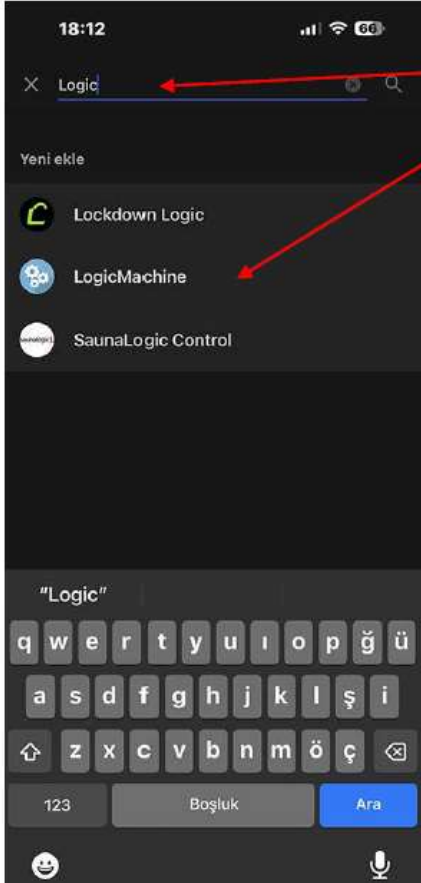 18:12
66
Logic
Yeni ekle
Lockdown Logic
LogicMachine
SaunaLogic Control
"Logic"
q w e r t y u ı o p ğ ü
a s d f g h j k l ş i
z x c v b n m ö ç
123 Boşluk Ara